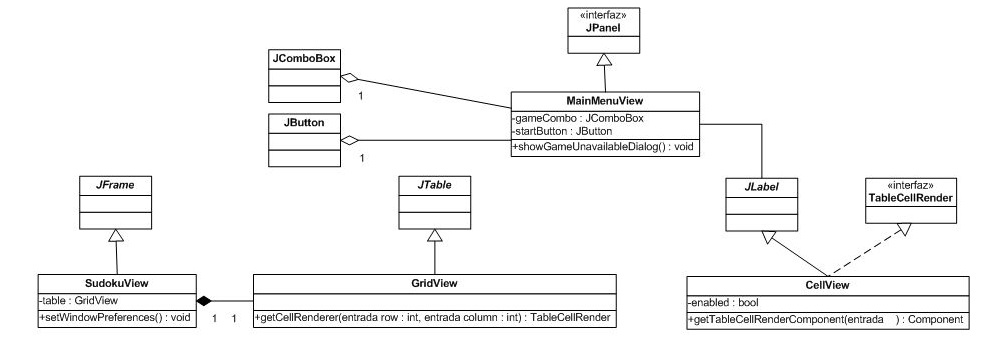 «interfaz»
JPanel
JComboBox
1
MainMenuView
-gameCombo : JComboBox
-startButton : JButton
+showGameUnavailableDialog() : void
JButton
1
JFrame
JTable
JLabel
«interfaz»
TableCellRender
SudokuView
-table : GridView
+setWindowPreferences() : void
1
1
GridView
+getCellRenderer(entrada row : int, entrada column : int) : TableCellRender
CellView
-enabled : bool
+getTableCellRenderComponent(entrada ) : Component